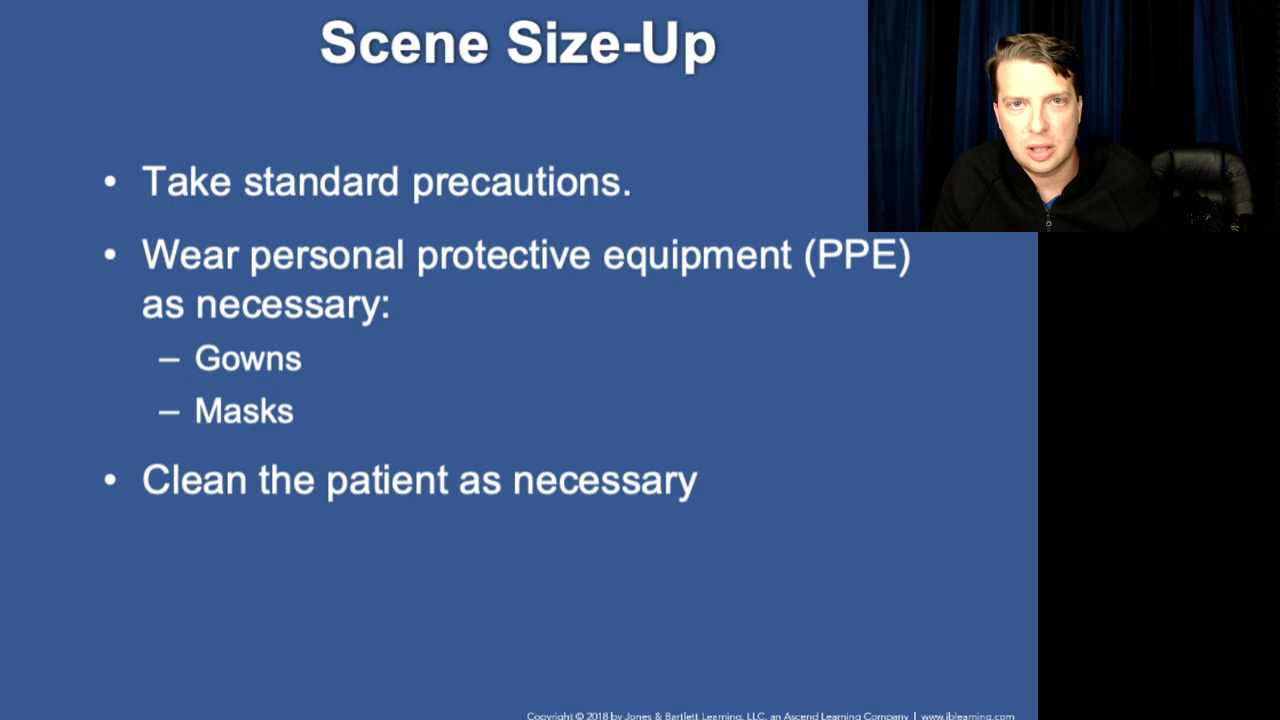 Scene Size-Up
• Take standard precautions.
• Wear personal protective equipment (PPE)
as necessary:
– Gowns
– Masks
• Clean the patient as necessary
Copyright © 2018 by Jones & Bartlett Learning, LLC, an Ascend Learning Company | www.jblearning.com